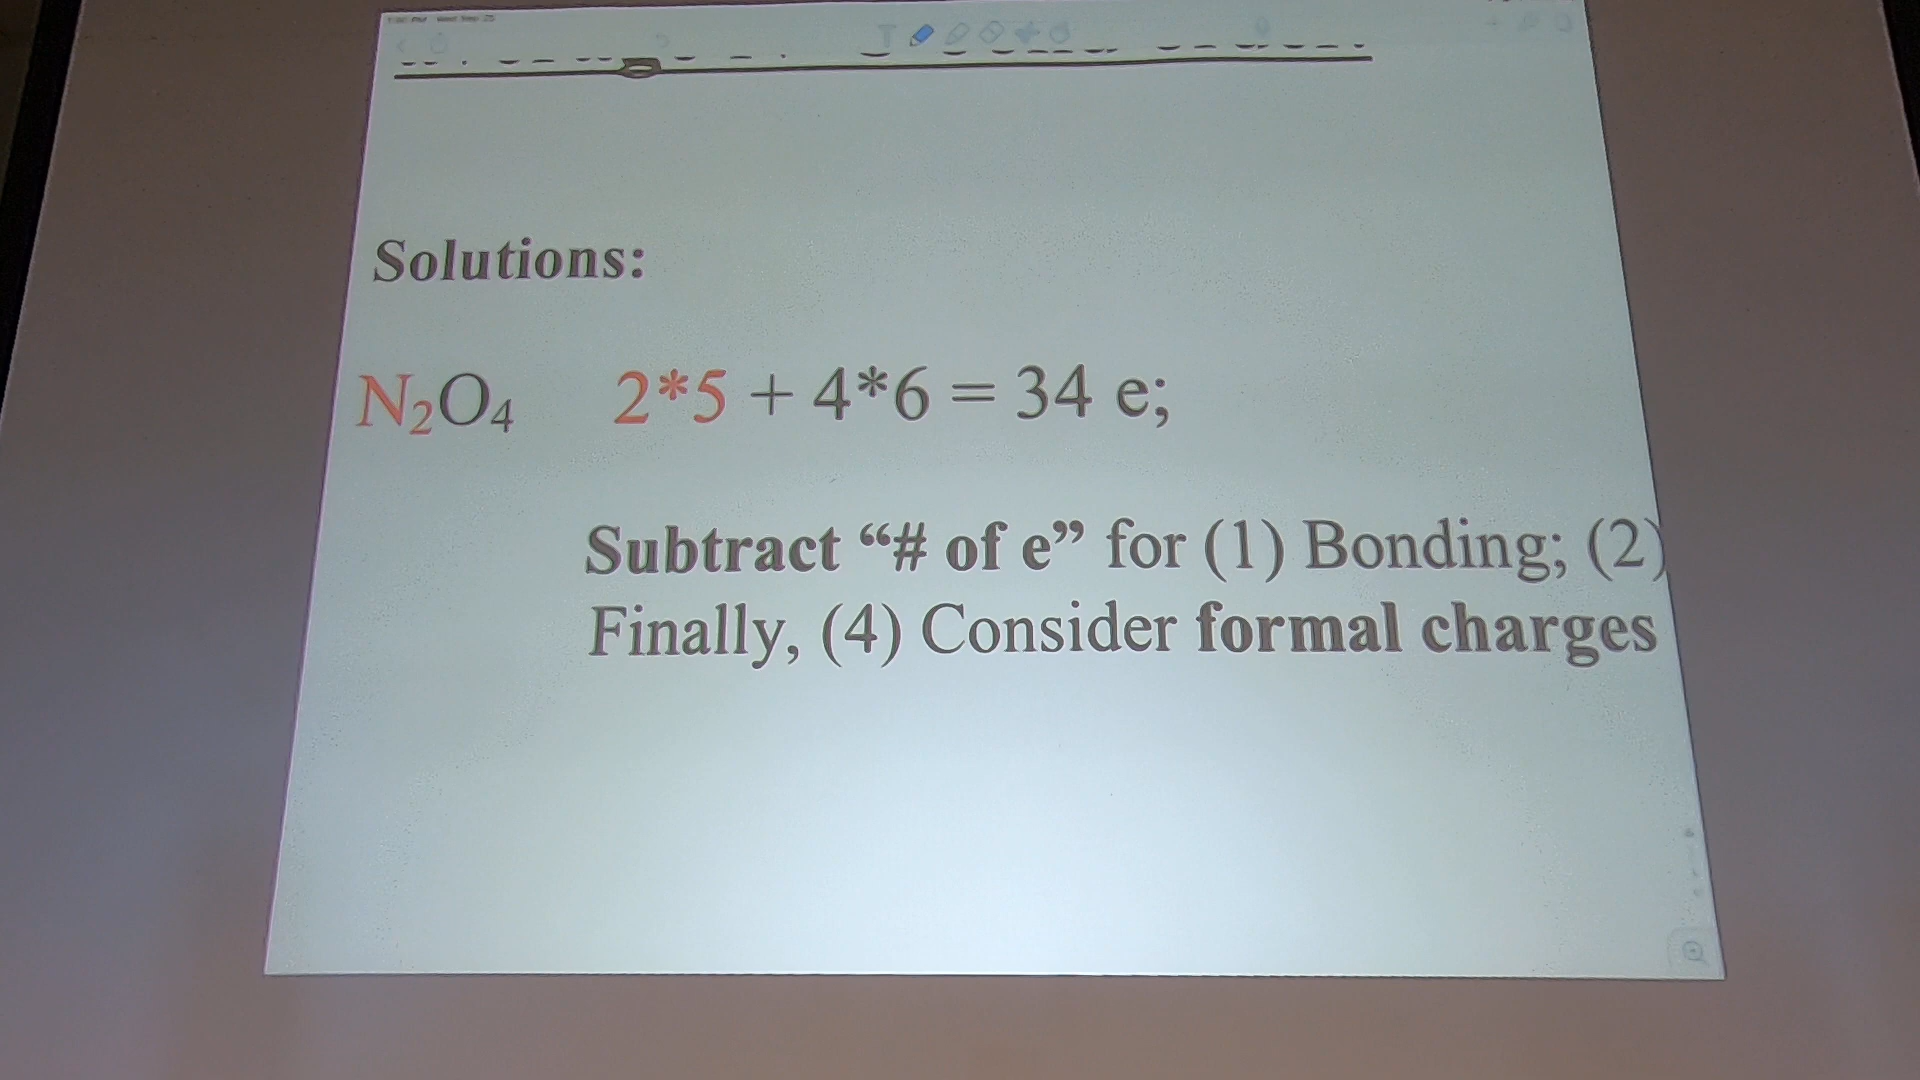 Solutions:
N₂O₄ 2*5 + 4*6 = 34 e;
Subtract “# of e” for (1) Bonding; (2)
Finally, (4) Consider formal charges